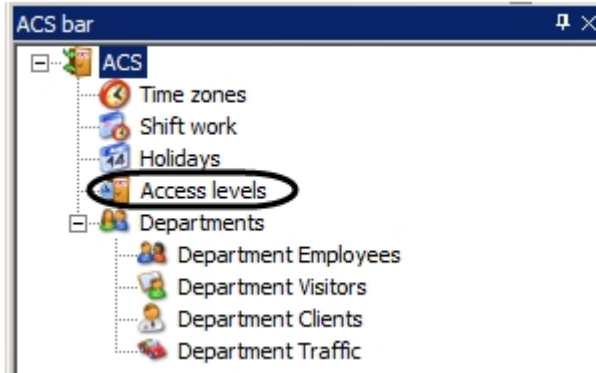 ACS bar
ACS
Time zones
Shift work
14 Holidays
Access levels
Departments
Department Employees
Department Visitors
Department Clients
Department Traffic